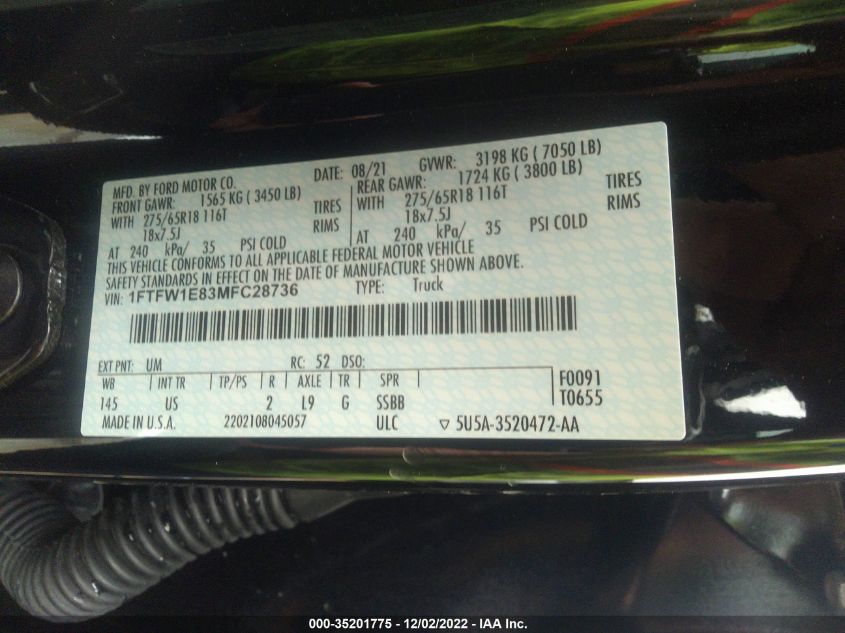 MFD. BY FORD MOTOR CO. DATE: 08/21 GVWR: 3198 KG ( 7050 LB)
FRONT GAWR: 1565 KG ( 3450 LB) REAR GAWR: 1724 KG ( 3800 LB)
WITH 275/65R18 116T TIRES WITH 275/65R18 116T TIRES
18x7.5J RIMS 18x7.5J RIMS
AT 240 kPa/ 35 PSI COLD AT 240 kPa/ 35 PSI COLD
THIS VEHICLE CONFORMS TO ALL APPLICABLE FEDERAL MOTOR VEHICLE
SAFETY STANDARDS IN EFFECT ON THE DATE OF MANUFACTURE SHOWN ABOVE.
VIN: 1FTFW1E83MFC28736 TYPE: Truck
EXT PNT: UM RC: 52 DSO:
WB INT TR TP/PS R AXLE TR SPR F0091
145 US 2 L9 G SSBB T0655
MADE IN U.S.A. 2202108045057 ULC ▽ 5U5A-3520472-AA
000-35201775 - 12/02/2022 - IAA Inc.